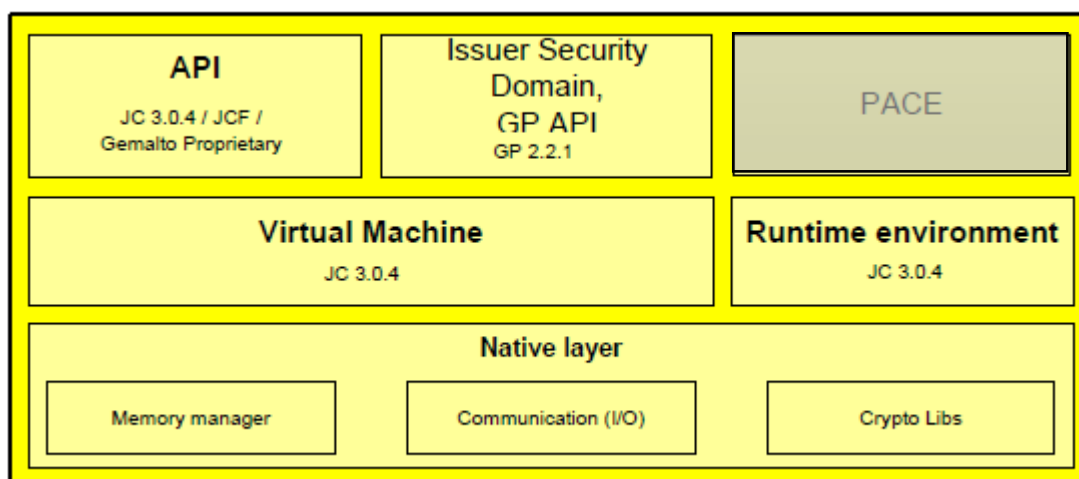 API
JC 3.0.4 / JCF /
Gemalto Proprietary
Issuer Security
Domain,
GP API
GP 2.2.1
PACE
Virtual Machine
JC 3.0.4
Runtime environment
JC 3.0.4
Native layer
Memory manager
Communication (I/O)
Crypto Libs